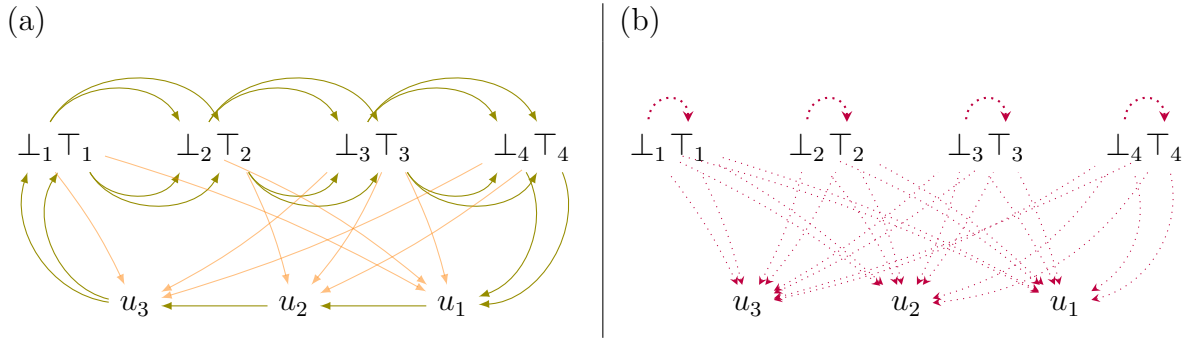 (a)
(b)
⊥₁ ⊤₁ ⊥₂ ⊤₂ ⊥₃ ⊤₃ ⊥₄ ⊤₄
u₃ u₂ u₁
⊥₁ ⊤₁ ⊥₂ ⊤₂ ⊥₃ ⊤₃ ⊥₄ ⊤₄
u₃ u₂ u₁